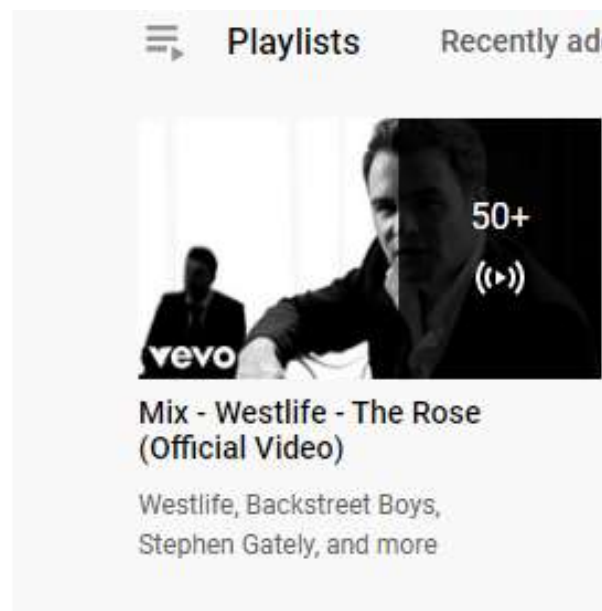 Playlists Recently ad
50+
vevo
Mix - Westlife - The Rose
(Official Video)
Westlife, Backstreet Boys,
Stephen Gately, and more